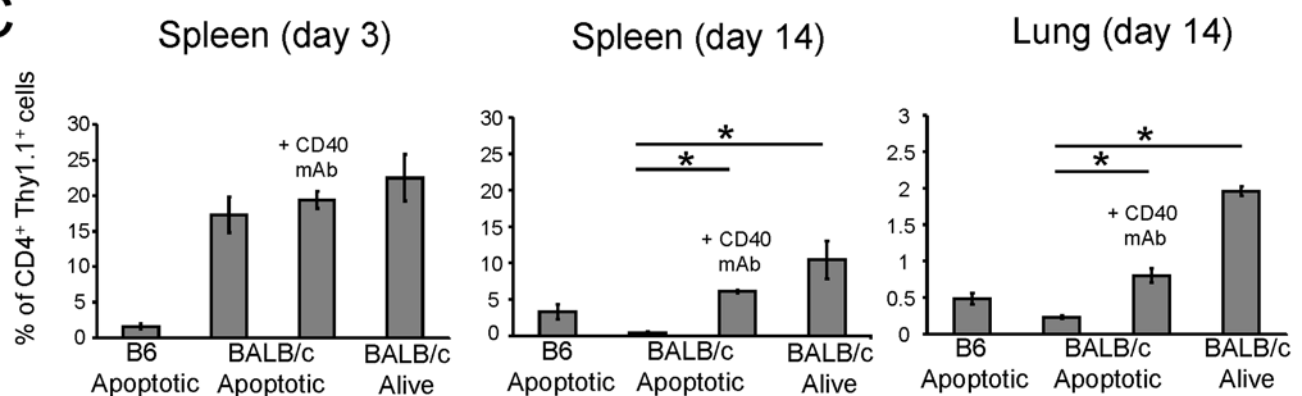 C
Spleen (day 3)
Spleen (day 14)
Lung (day 14)
% of CD4⁺ Thy1.1⁺ cells
30
25
20
15
10
5
0
+ CD40
mAb
B6
Apoptotic
BALB/c
Apoptotic
BALB/c
Alive
30
25
20
15
10
5
0
*
*
+ CD40
mAb
B6
Apoptotic
BALB/c
Apoptotic
BALB/c
Alive
3
2.5
2
1.5
1
0.5
0
*
*
+ CD40
mAb
B6
Apoptotic
BALB/c
Apoptotic
BALB/c
Alive